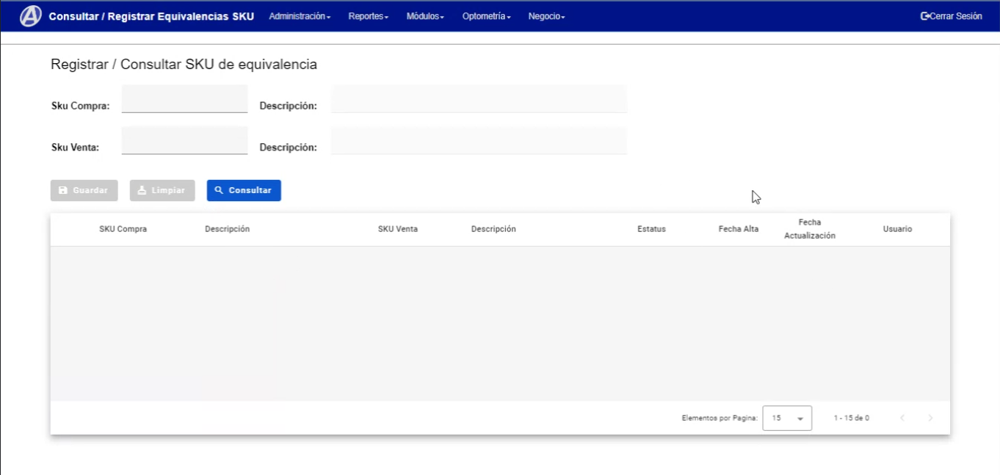 Consultar / Registrar Equivalencias SKU Administración Reportes Módulos Optometría Negocio Cerrar Sesión
Registrar / Consultar SKU de equivalencia
Sku Compra: Descripción:
Sku Venta: Descripción:
Guardar Limpiar Consultar
SKU Compra Descripción SKU Venta Descripción Estatus Fecha Alta Fecha Actualización Usuario
Elementos por Pagina: 15 1 - 15 de 0